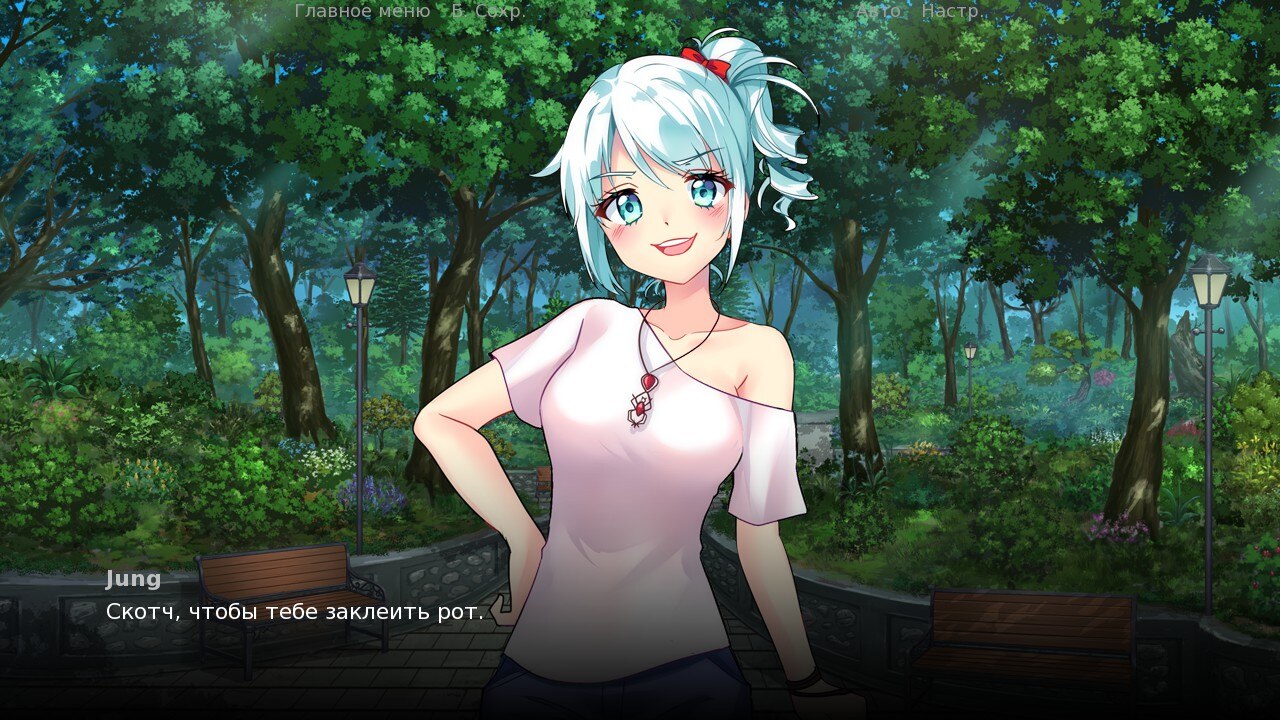 Главное меню Б. Сохр. Авто Настр.
Jung
Скотч, чтобы тебе заклеить рот.